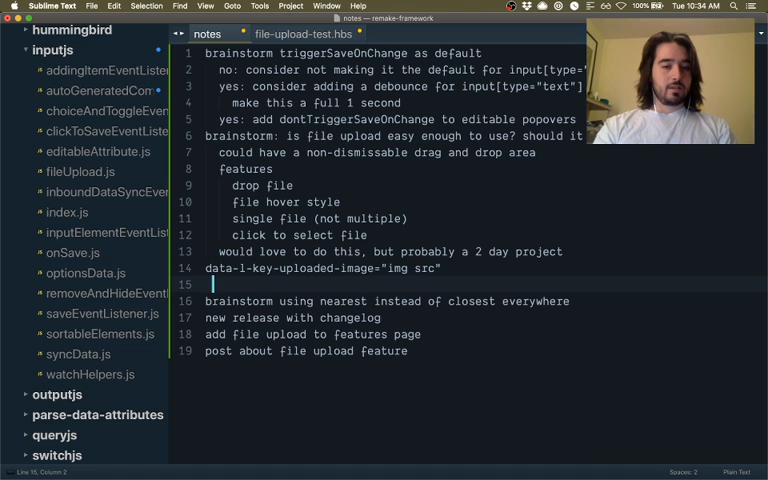 Sublime Text File Edit Selection Find View Goto Tools Project Window Help 100% Tue 10:34 AM
notes — remake-framework
hummingbird
inputjs
addingItemEventListe
autoGeneratedCom
choiceAndToggleEven
clickToSaveEventListe
editableAttribute.js
fileUpload.js
inboundDataSyncEver
index.js
inputElementEventList
onSave.js
optionsData.js
removeAndHideEventl
saveEventListener.js
sortableElements.js
syncData.js
watchHelpers.js
outputjs
parse-data-attributes
queryjs
switchjs
notes file-upload-test.hbs
1 brainstorm triggerSaveOnChange as default
2 no: consider not making it the default for input[type="
3 yes: consider adding a debounce for input[type="text"]
4 make this a full 1 second
5 yes: add dontTriggerSaveOnChange to editable popovers
6 brainstorm: is file upload easy enough to use? should it
7 could have a non-dismissable drag and drop area
8 features
9 drop file
10 file hover style
11 single file (not multiple)
12 click to select file
13 would love to do this, but probably a 2 day project
14 data-l-key-uploaded-image="img src"
15
16 brainstorm using nearest instead of closest everywhere
17 new release with changelog
18 add file upload to features page
19 post about file upload feature
Line 15, Column 2
Spaces: 2 Plain Text